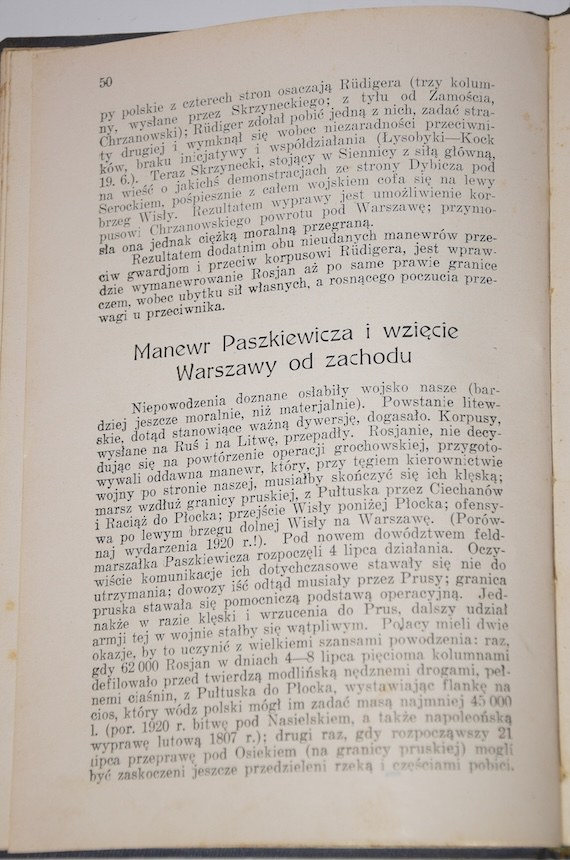 50
py polskie z czterech stron osaczają Rüdigera (trzy kolum-
ny, wysłane przez Skrzyneckiego; z tyłu od Zamościa,
Chrzanowski); Rüdiger zdołał pobić jedną z nich, zadać stra-
ty drugiej i wymknął się wobec niezaradności przeciwni-
ków, braku inicjatywy i współdziałania (Łysobyki—Kock
19. 6.). Teraz Skrzynecki, stojący w Siennicy z siłą główną,
na wieść o jakichś demonstracjach ze strony Dybicza pod
Serockiem, pośpiesznie z całem wojskiem cofa się na lewy
brzeg Wisły. Rezultatem wyprawy jest umożliwienie kor-
pusowi Chrzanowskiego powrotu pod Warszawę; przynio-
sła ona jednak ciężką moralną przegraną.
Rezultatem dodatnim obu nieudanych manewrów prze-
ciw gwardjom i przeciw korpusowi Rüdigera, jest wpraw-
dzie wymanewrowanie Rosjan aż po same prawie granice
czem, wobec ubytku sił własnych, a rosnącego poczucia prze-
wagi u przeciwnika.
Manewr Paszkiewicza i wzięcie
Warszawy od zachodu
Niepowodzenia doznane osłabiły wojsko nasze (bar-
dziej jeszcze moralnie, niż materjalnie). Powstanie litew-
skie, dotąd stanowiące ważną dywersję, dogasało. Korpusy,
wysłane na Ruś i na Litwę, przepadły. Rosjanie, nie decy-
dując się na powtórzenie operacji grochowskiej, przygoto-
wywali oddawna manewr, który, przy tęgiem kierownictwie
wojny po stronie naszej, musiałby skończyć się ich klęską;
marsz wzdłuż granicy pruskiej, z Pułtuska przez Ciechanów
i Raciąż do Płocka; przejście Wisły poniżej Płocka; ofensy-
wa po lewym brzegu dolnej Wisły na Warszawę. (Porów-
naj wydarzenia 1920 r.!). Pod nowem dowództwem feld-
marszałka Paszkiewicza rozpoczęli 4 lipca działania. Oczy-
wiście komunikacje ich dotychczasowe stawały się nie do
utrzymania; dowozy iść odtąd musiały przez Prusy; granica
pruska stawała się pomocniczą podstawą operacyjną. Jed-
nakże w razie klęski i wrzucenia do Prus, dalszy udział
armji tej w wojnie stałby się wątpliwym. Polacy mieli dwie
okazje, by to uczynić z wielkiemi szansami powodzenia: raz,
gdy 62 000 Rosjan w dniach 4—8 lipca pięcioma kolumnami
defilowało przed twierdzą modlińską nędznemi drogami, peł-
nemi ciaśnin, z Pułtuska do Płocka, wystawiając flankę na
cios, który wódz polski mógł im zadać masą najmniej 45 000
l. (por. 1920 r. bitwę pod Nasielskiem, a także napoleońską
wyprawę lutową 1807 r.); drugi raz, gdy rozpocząwszy 21
lipca przeprawę pod Osiekiem (na granicy pruskiej) mogli
być zaskoczeni jeszcze przedzieleni rzeką i częściami pobici.